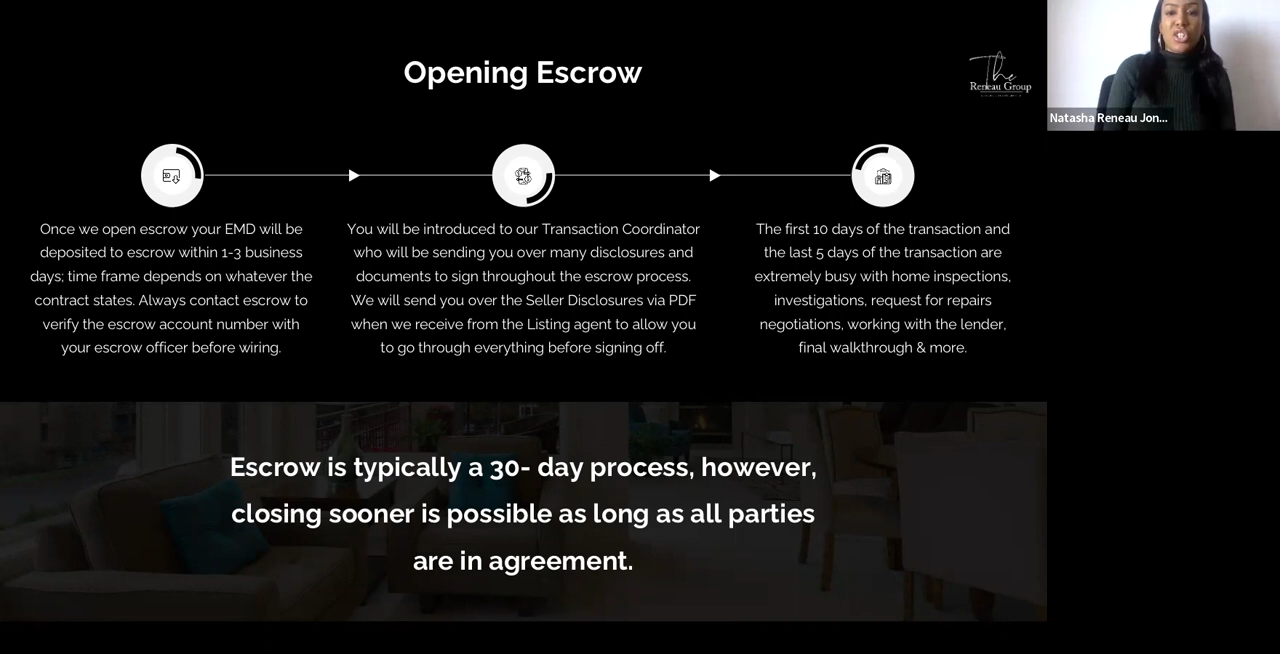 Opening Escrow
The
Reneau Group
Natasha Reneau Jon...
Once we open escrow your EMD will be
deposited to escrow within 1-3 business
days; time frame depends on whatever the
contract states. Always contact escrow to
verify the escrow account number with
your escrow officer before wiring.
You will be introduced to our Transaction Coordinator
who will be sending you over many disclosures and
documents to sign throughout the escrow process.
We will send you over the Seller Disclosures via PDF
when we receive from the Listing agent to allow you
to go through everything before signing off.
The first 10 days of the transaction and
the last 5 days of the transaction are
extremely busy with home inspections,
investigations, request for repairs
negotiations, working with the lender,
final walkthrough & more.
Escrow is typically a 30- day process, however,
closing sooner is possible as long as all parties
are in agreement.